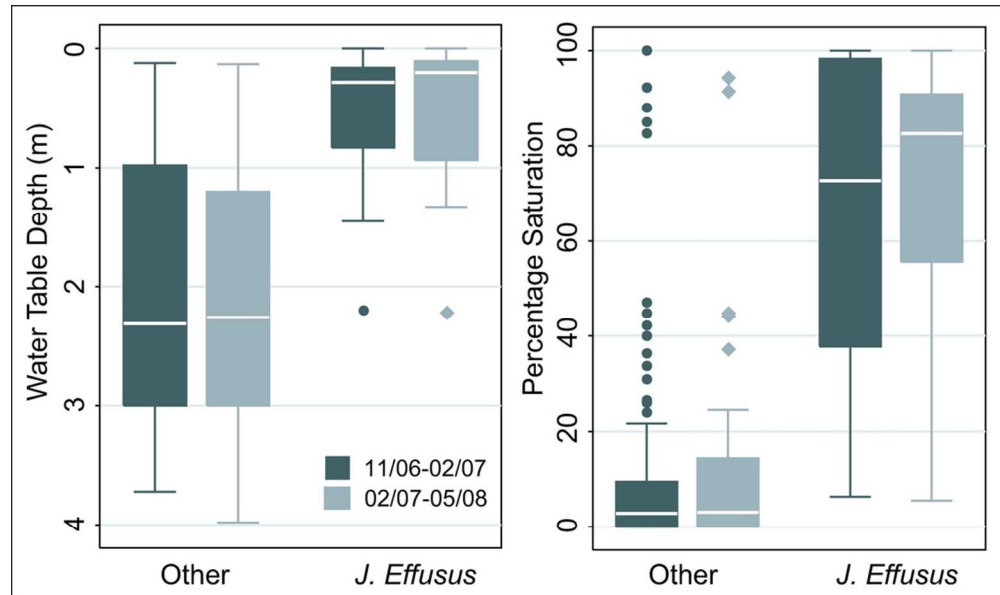 Water Table Depth (m)
0
1
2
3
4
11/06-02/07
02/07-05/08
Other
J. Effusus
Percentage Saturation
100
80
60
40
20
0
Other
J. Effusus